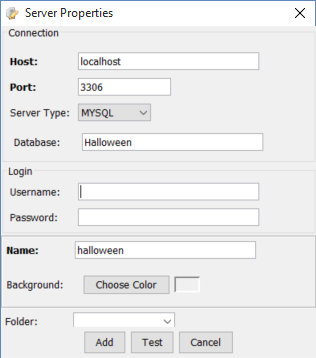 Server Properties
Connection
Host: localhost
Port: 3306
Server Type: MYSQL
Database: Halloween
Login
Username:
Password:
Name: halloween
Background: Choose Color
Folder:
Add Test Cancel